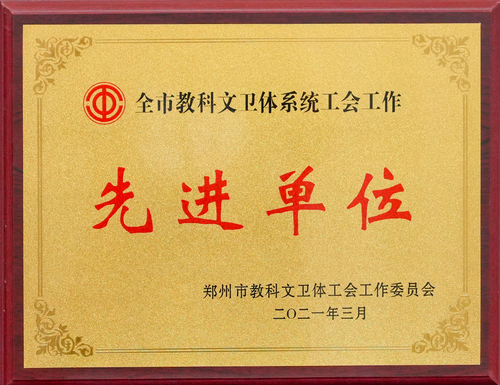 全市教科文卫体系统工会工作
先进单位
郑州市教科文卫体工会工作委员会
二〇二一年三月